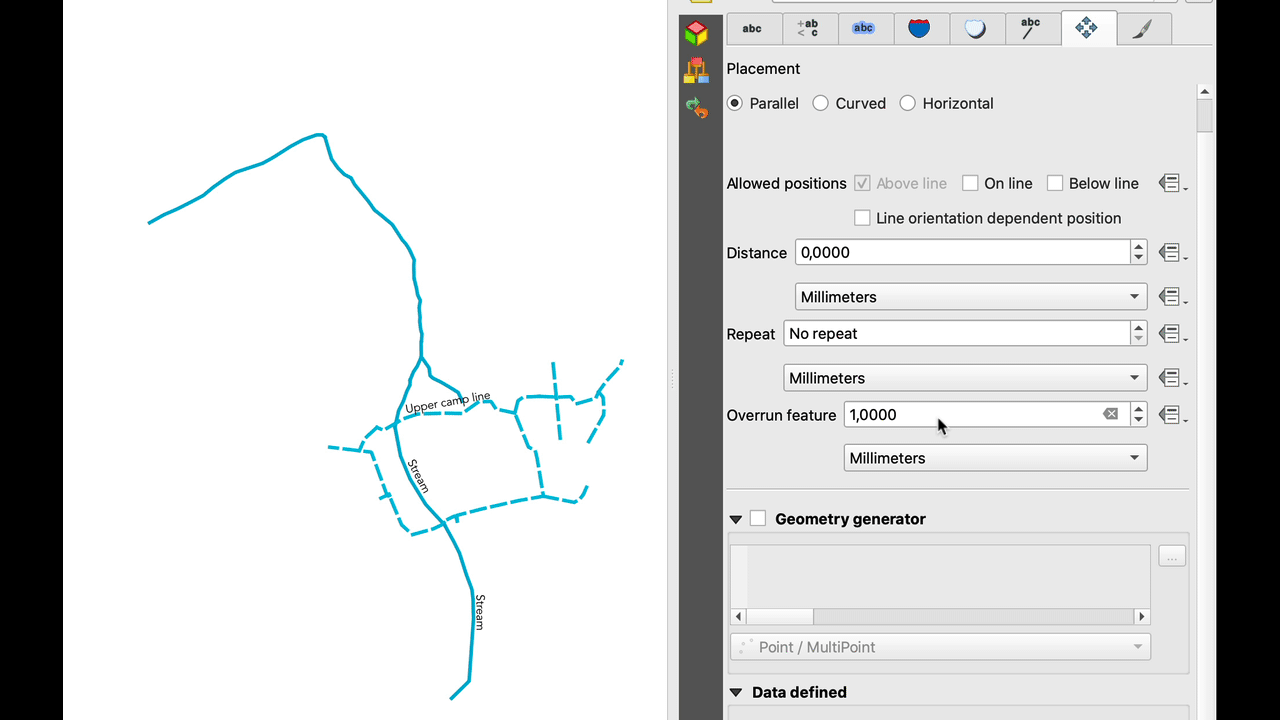 abc
+ab
< c
abc
abc
Placement
Parallel
Curved
Horizontal
Allowed positions
Above line
On line
Below line
Line orientation dependent position
Distance
0,0000
Millimeters
Repeat
No repeat
Millimeters
Overrun feature
1,0000
Millimeters
Upper camp line
Stream
Geometry generator
...
Stream
Point / MultiPoint
Data defined